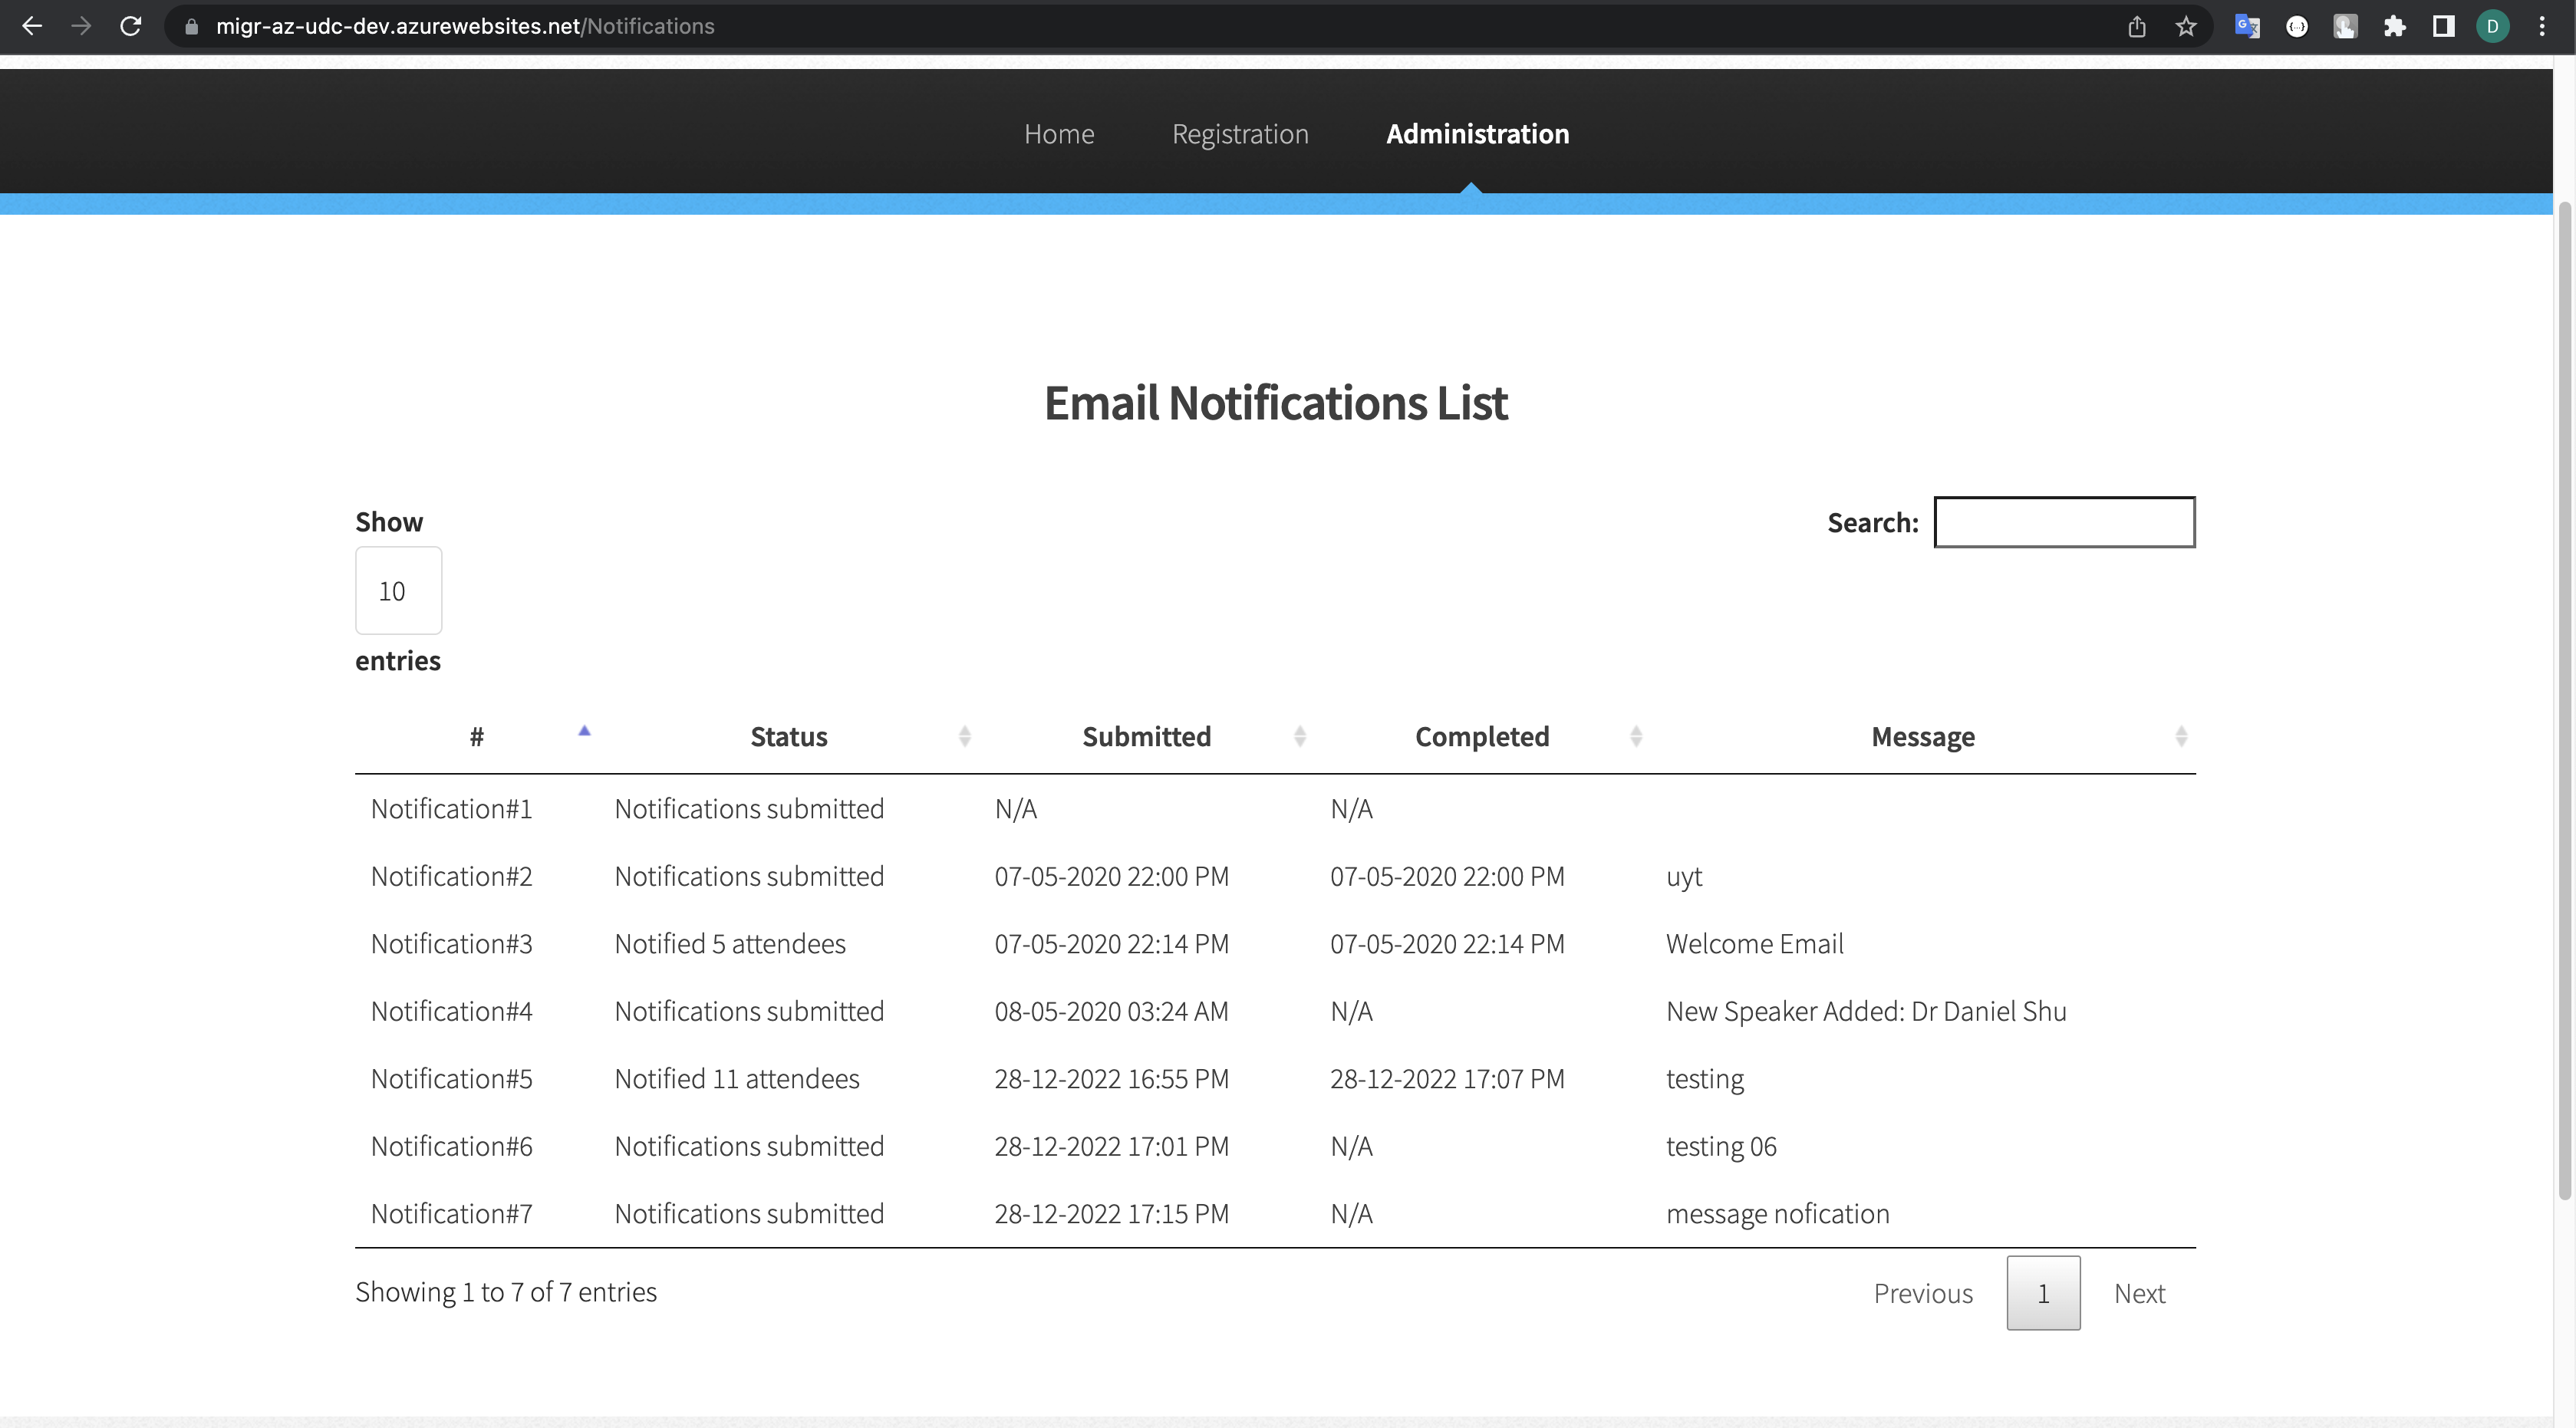 migr-az-udc-dev.azurewebsites.net/Notifications
D
Home Registration Administration
Email Notifications List
Show
10
entries
Search:
# Status Submitted Completed Message
Notification#1 Notifications submitted N/A N/A
Notification#2 Notifications submitted 07-05-2020 22:00 PM 07-05-2020 22:00 PM uyt
Notification#3 Notified 5 attendees 07-05-2020 22:14 PM 07-05-2020 22:14 PM Welcome Email
Notification#4 Notifications submitted 08-05-2020 03:24 AM N/A New Speaker Added: Dr Daniel Shu
Notification#5 Notified 11 attendees 28-12-2022 16:55 PM 28-12-2022 17:07 PM testing
Notification#6 Notifications submitted 28-12-2022 17:01 PM N/A testing 06
Notification#7 Notifications submitted 28-12-2022 17:15 PM N/A message nofication
Showing 1 to 7 of 7 entries
Previous 1 Next